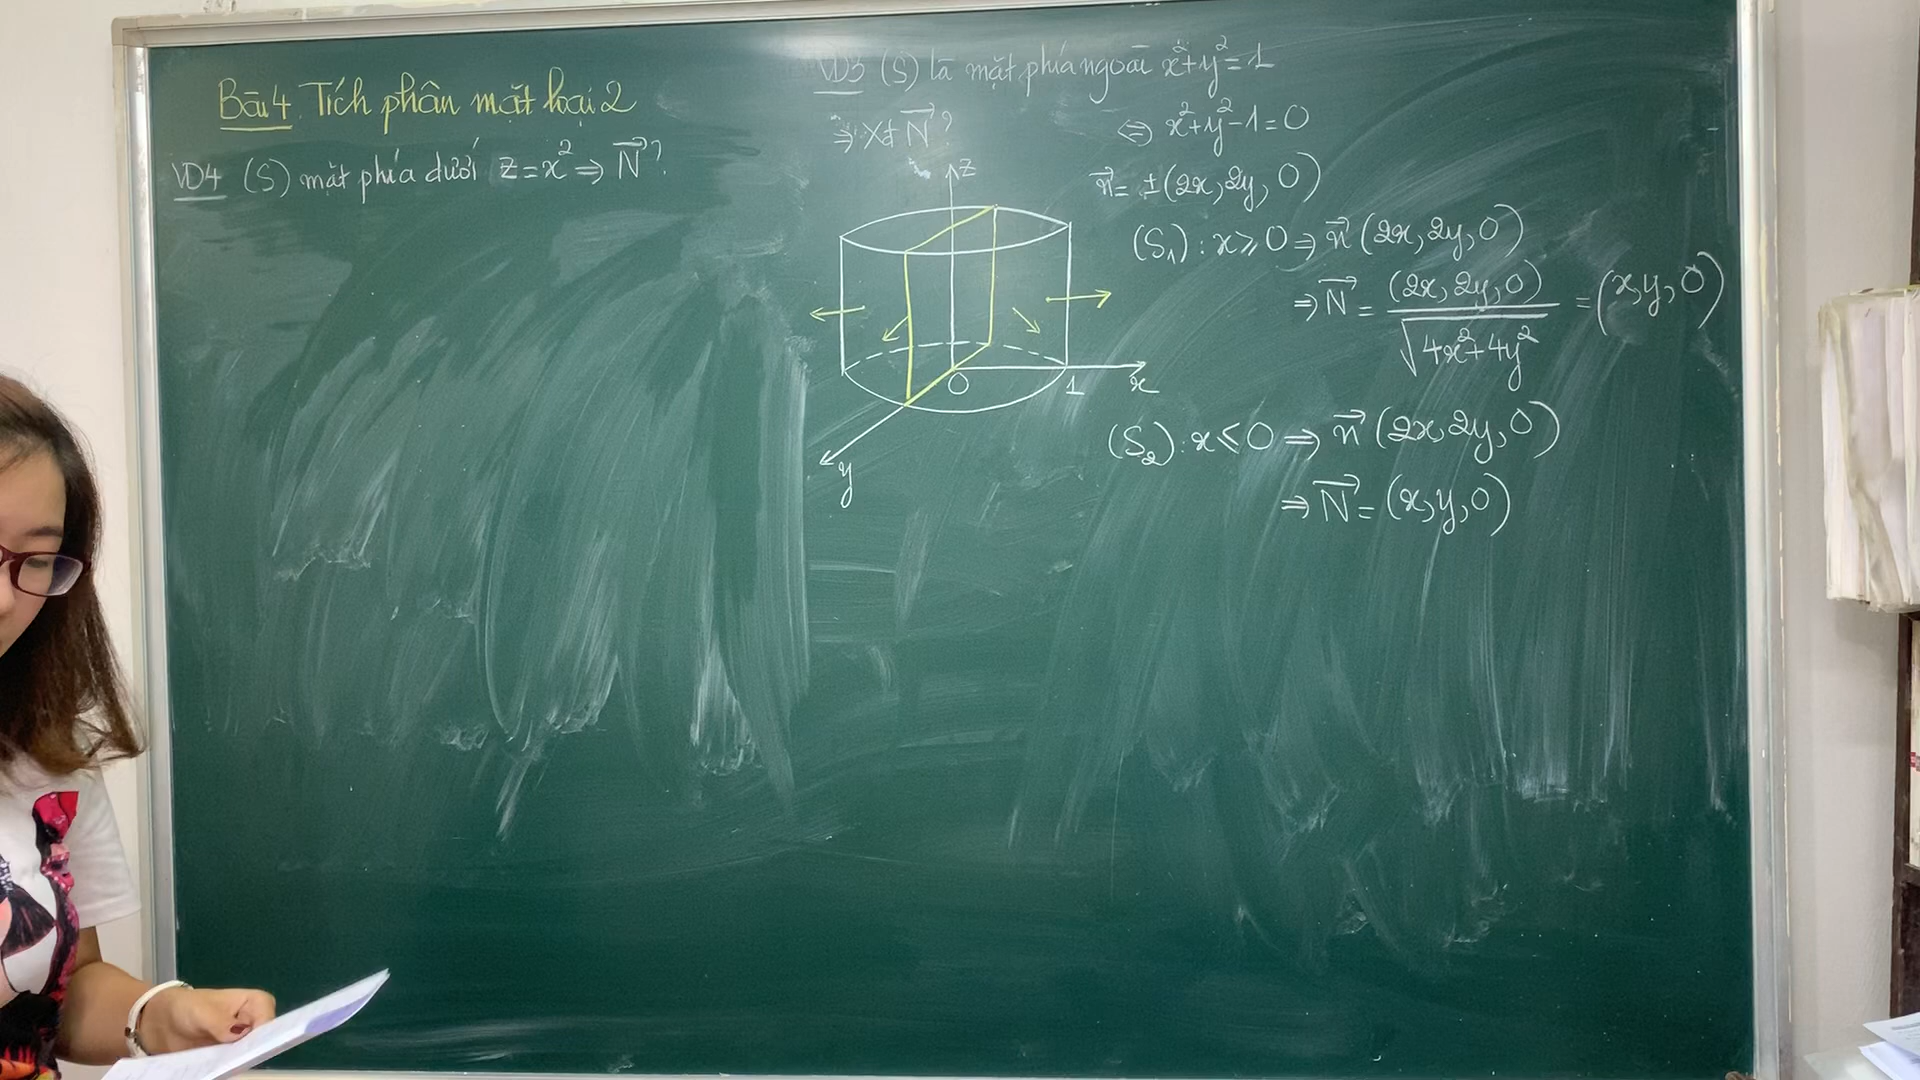 Bài 4. Tích phân mặt loại 2
VD4 (S) mặt phía dưới z = x² ⇒ N⃗ ?
VD3 (S) là mặt phía ngoài x² + y² = 1
⇒ Xđ N⃗ ?
⇔ x² + y² - 1 = 0
n⃗ = ±(2x, 2y, 0)
(S₁) : x ⩾ 0 ⇒ n⃗ (2x, 2y, 0)
⇒ N⃗ = (2x, 2y, 0) / √(4x² + 4y²) = (x, y, 0)
(S₂) : x ⩽ 0 ⇒ n⃗ (2x, 2y, 0)
⇒ N⃗ = (x, y, 0)
z
0
1
x
y